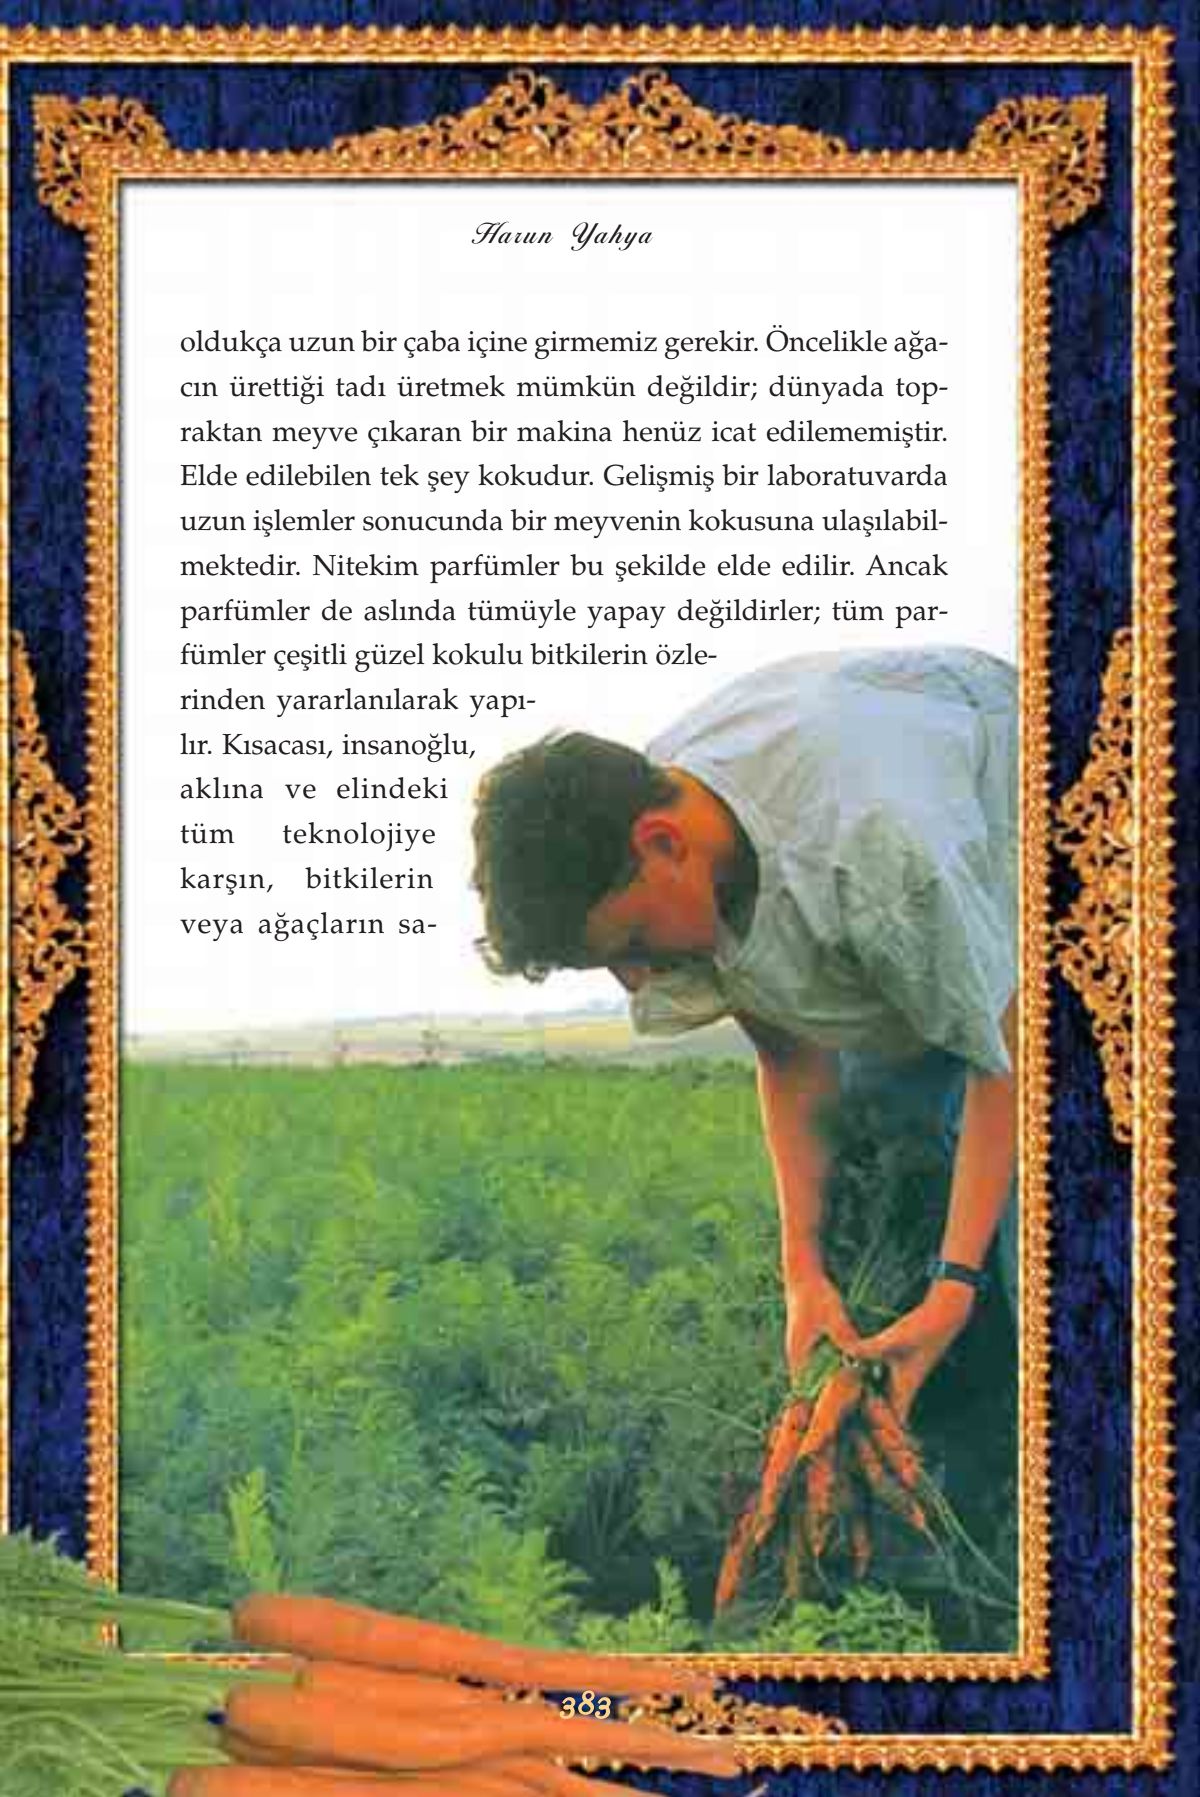 Harun Yahya
oldukça uzun bir çaba içine girmemiz gerekir. Öncelikle ağa-
cın ürettiği tadı üretmek mümkün değildir; dünyada top-
raktan meyve çıkaran bir makina henüz icat edilememiştir.
Elde edilebilen tek şey kokudur. Gelişmiş bir laboratuvarda
uzun işlemler sonucunda bir meyvenin kokusuna ulaşılabil-
mektedir. Nitekim parfümler bu şekilde elde edilir. Ancak
parfümler de aslında tümüyle yapay değildirler; tüm par-
fümler çeşitli güzel kokulu bitkilerin özle-
rinden yararlanılarak yapı-
lır. Kısacası, insanoğlu,
aklına ve elindeki
tüm teknolojiye
karşın, bitkilerin
veya ağaçların sa-
383